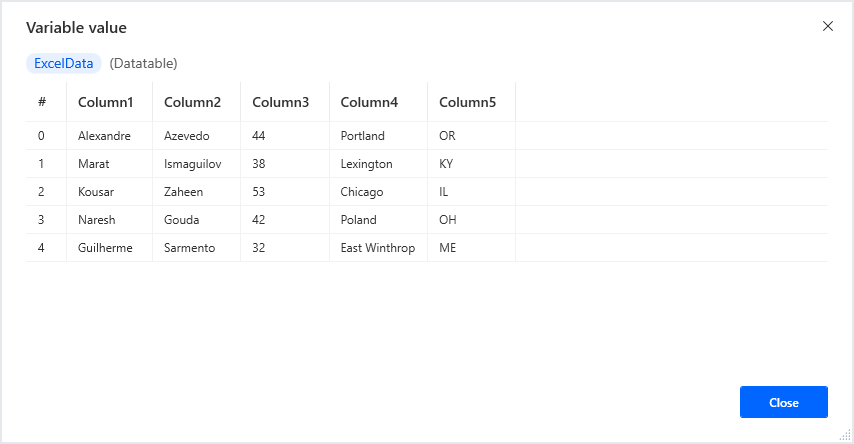 Variable value
ExcelData (Datatable)
# Column1 Column2 Column3 Column4 Column5
0 Alexandre Azevedo 44 Portland OR
1 Marat Ismaguilov 38 Lexington KY
2 Kousar Zaheen 53 Chicago IL
3 Naresh Gouda 42 Poland OH
4 Guilherme Sarmento 32 East Winthrop ME
Close